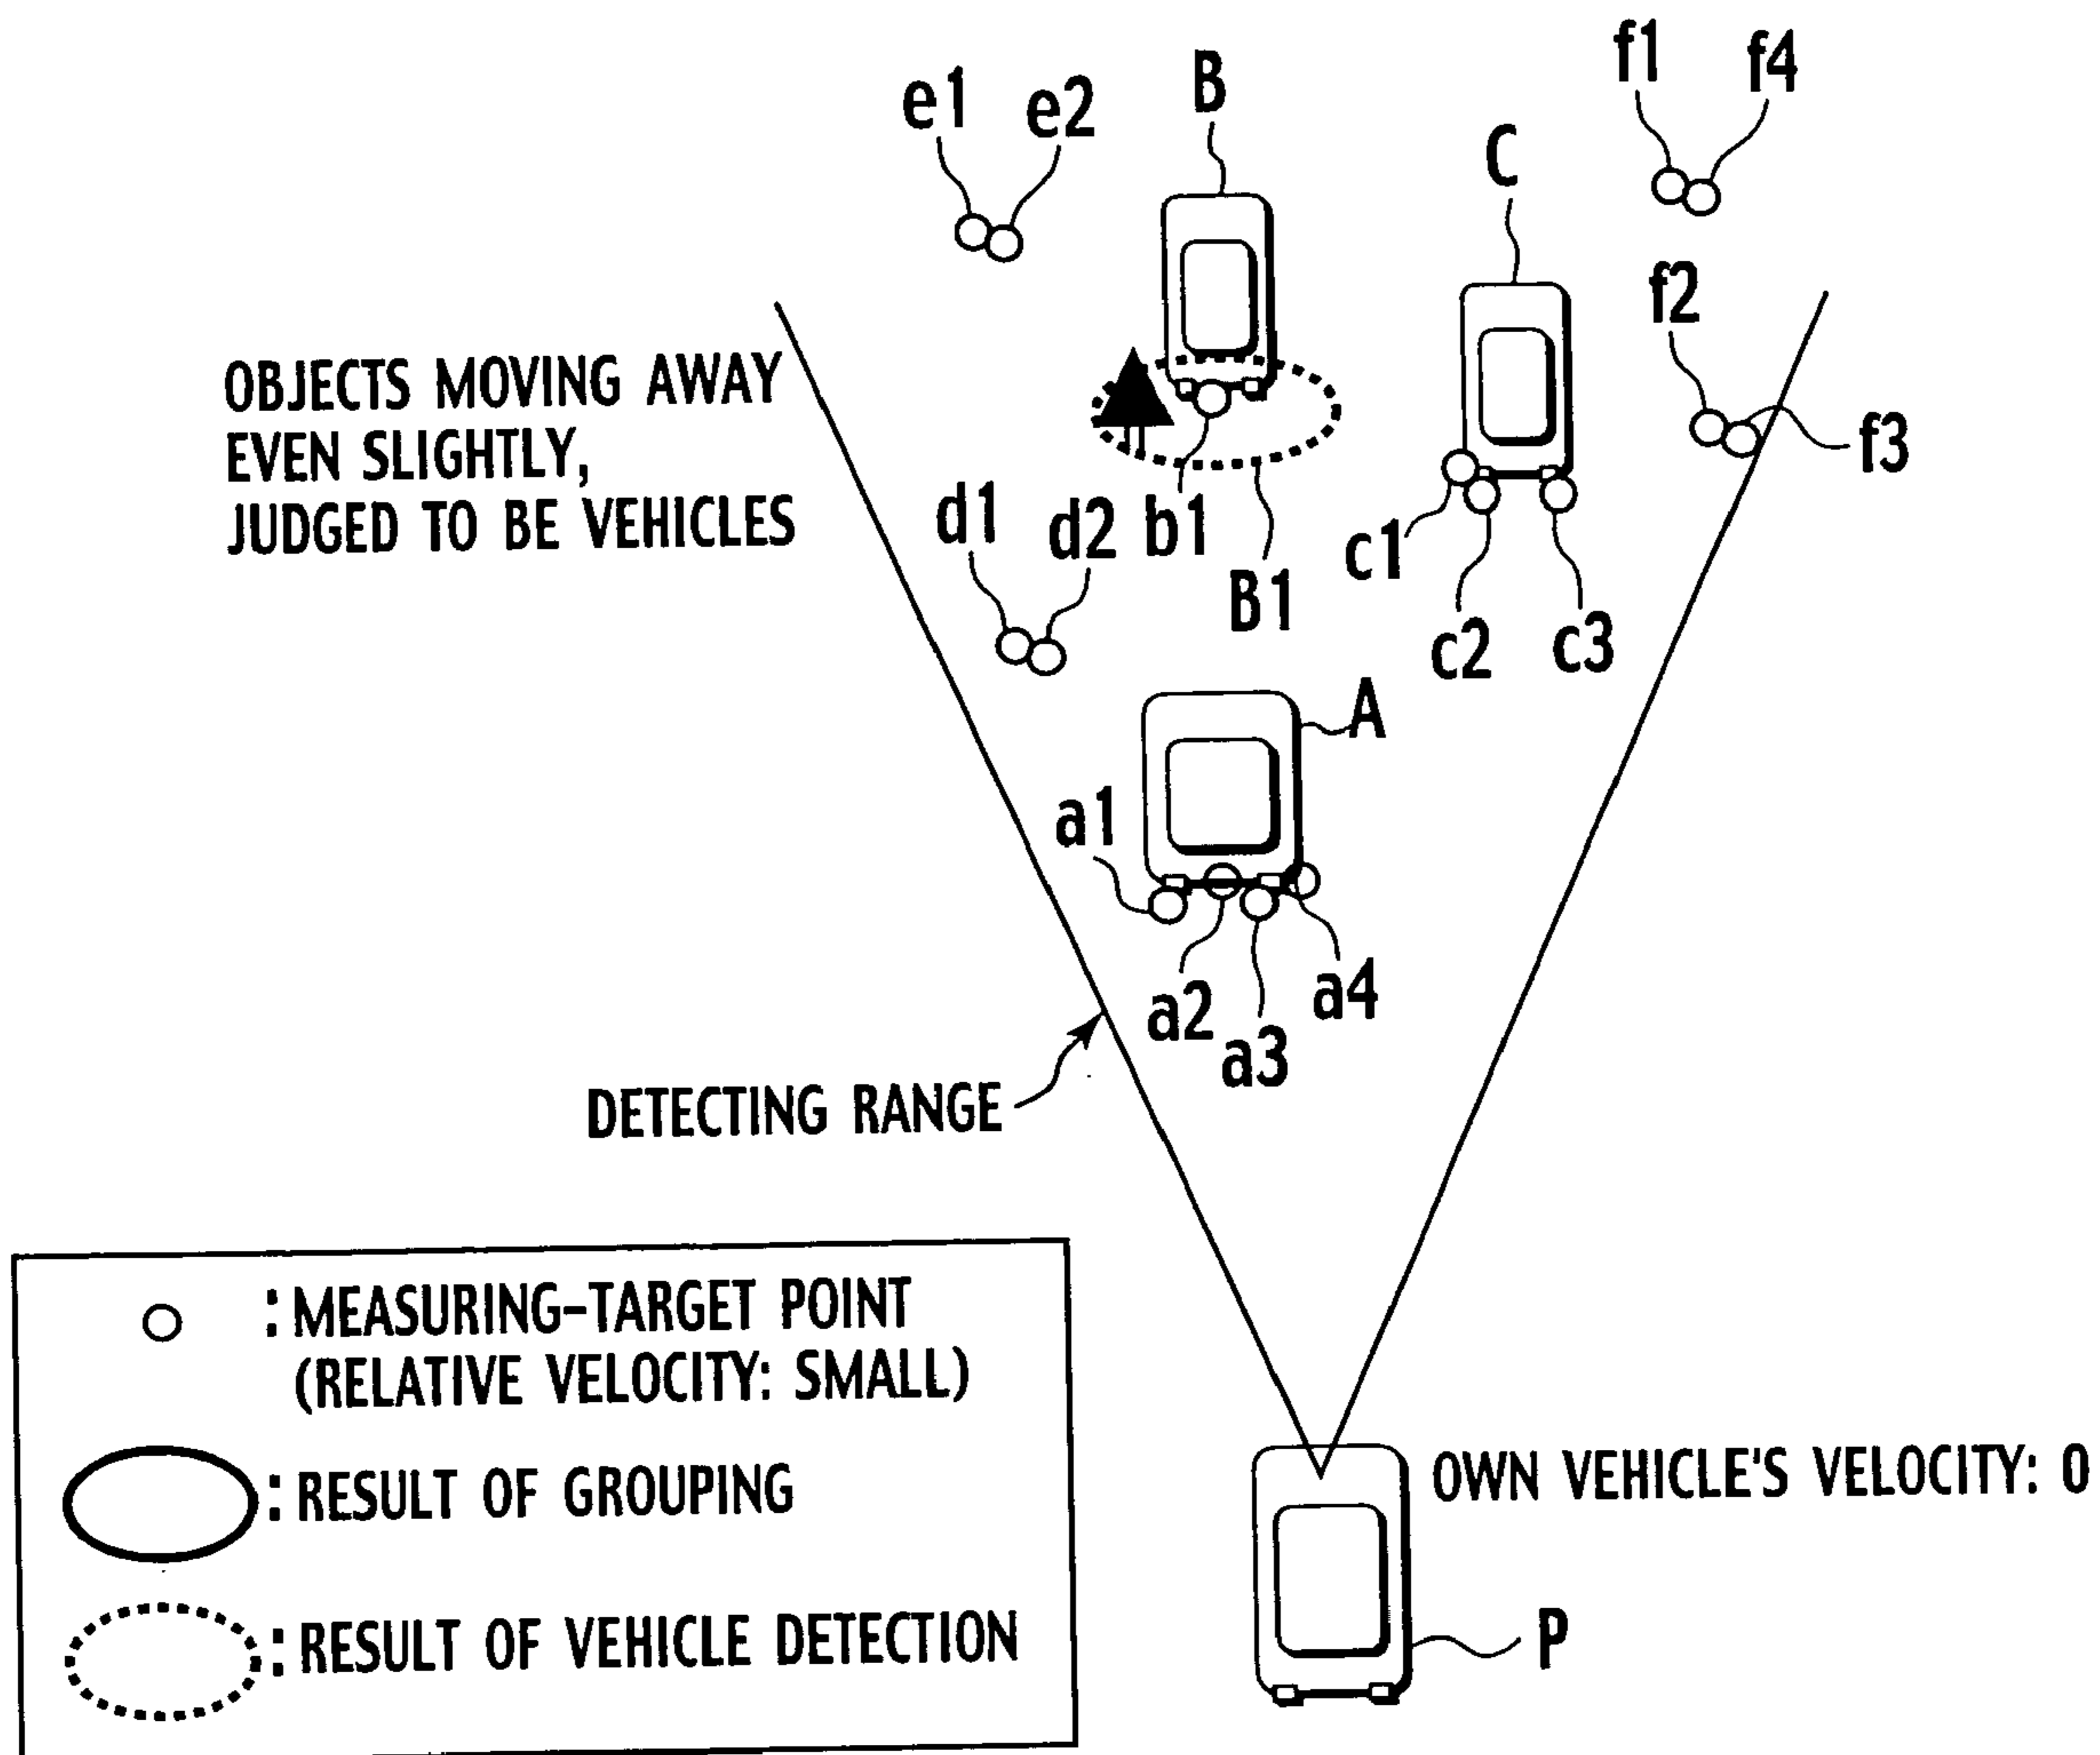 f1
f4
B
e1
e2
C
f2
OBJECTS MOVING AWAY
EVEN SLIGHTLY,
JUDGED TO BE VEHICLES
f3
d1
d2
b1
c1
B1
c2
c3
A
a1
a2
a4
a3
DETECTING RANGE
: MEASURING-TARGET POINT
(RELATIVE VELOCITY: SMALL)
: RESULT OF GROUPING
: RESULT OF VEHICLE DETECTION
OWN VEHICLE'S VELOCITY: 0
P